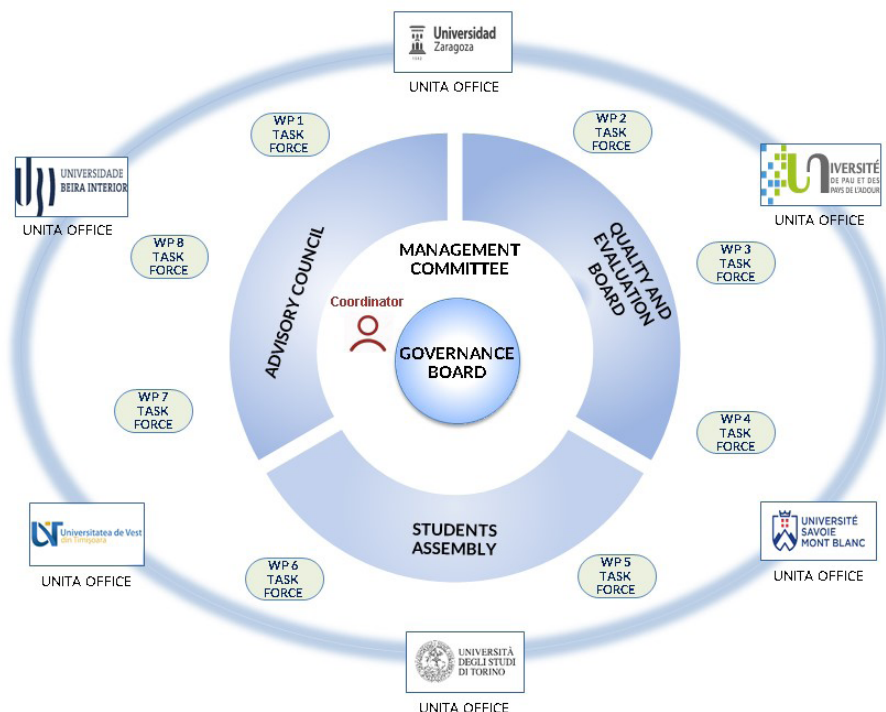 Universidad
Zaragoza
1542
UNITA OFFICE
WP 1
TASK
FORCE
WP 2
TASK
FORCE
UNIVERSIDADE
BEIRA INTERIOR
UNITA OFFICE
UNIVERSITÉ
DE PAU ET DES
PAYS DE L'ADOUR
UNITA OFFICE
WP 8
TASK
FORCE
WP 3
TASK
FORCE
ADVISORY COUNCIL
QUALITY AND
EVALUATION
BOARD
MANAGEMENT
COMMITTEE
Coordinator
GOVERNANCE
BOARD
WP 7
TASK
FORCE
WP 4
TASK
FORCE
STUDENTS
ASSEMBLY
Universitatea de Vest
din Timișoara
UNITA OFFICE
UNIVERSITÉ
SAVOIE
MONT BLANC
UNITA OFFICE
WP 6
TASK
FORCE
WP 5
TASK
FORCE
UNIVERSITÀ
DEGLI STUDI
DI TORINO
UNITA OFFICE